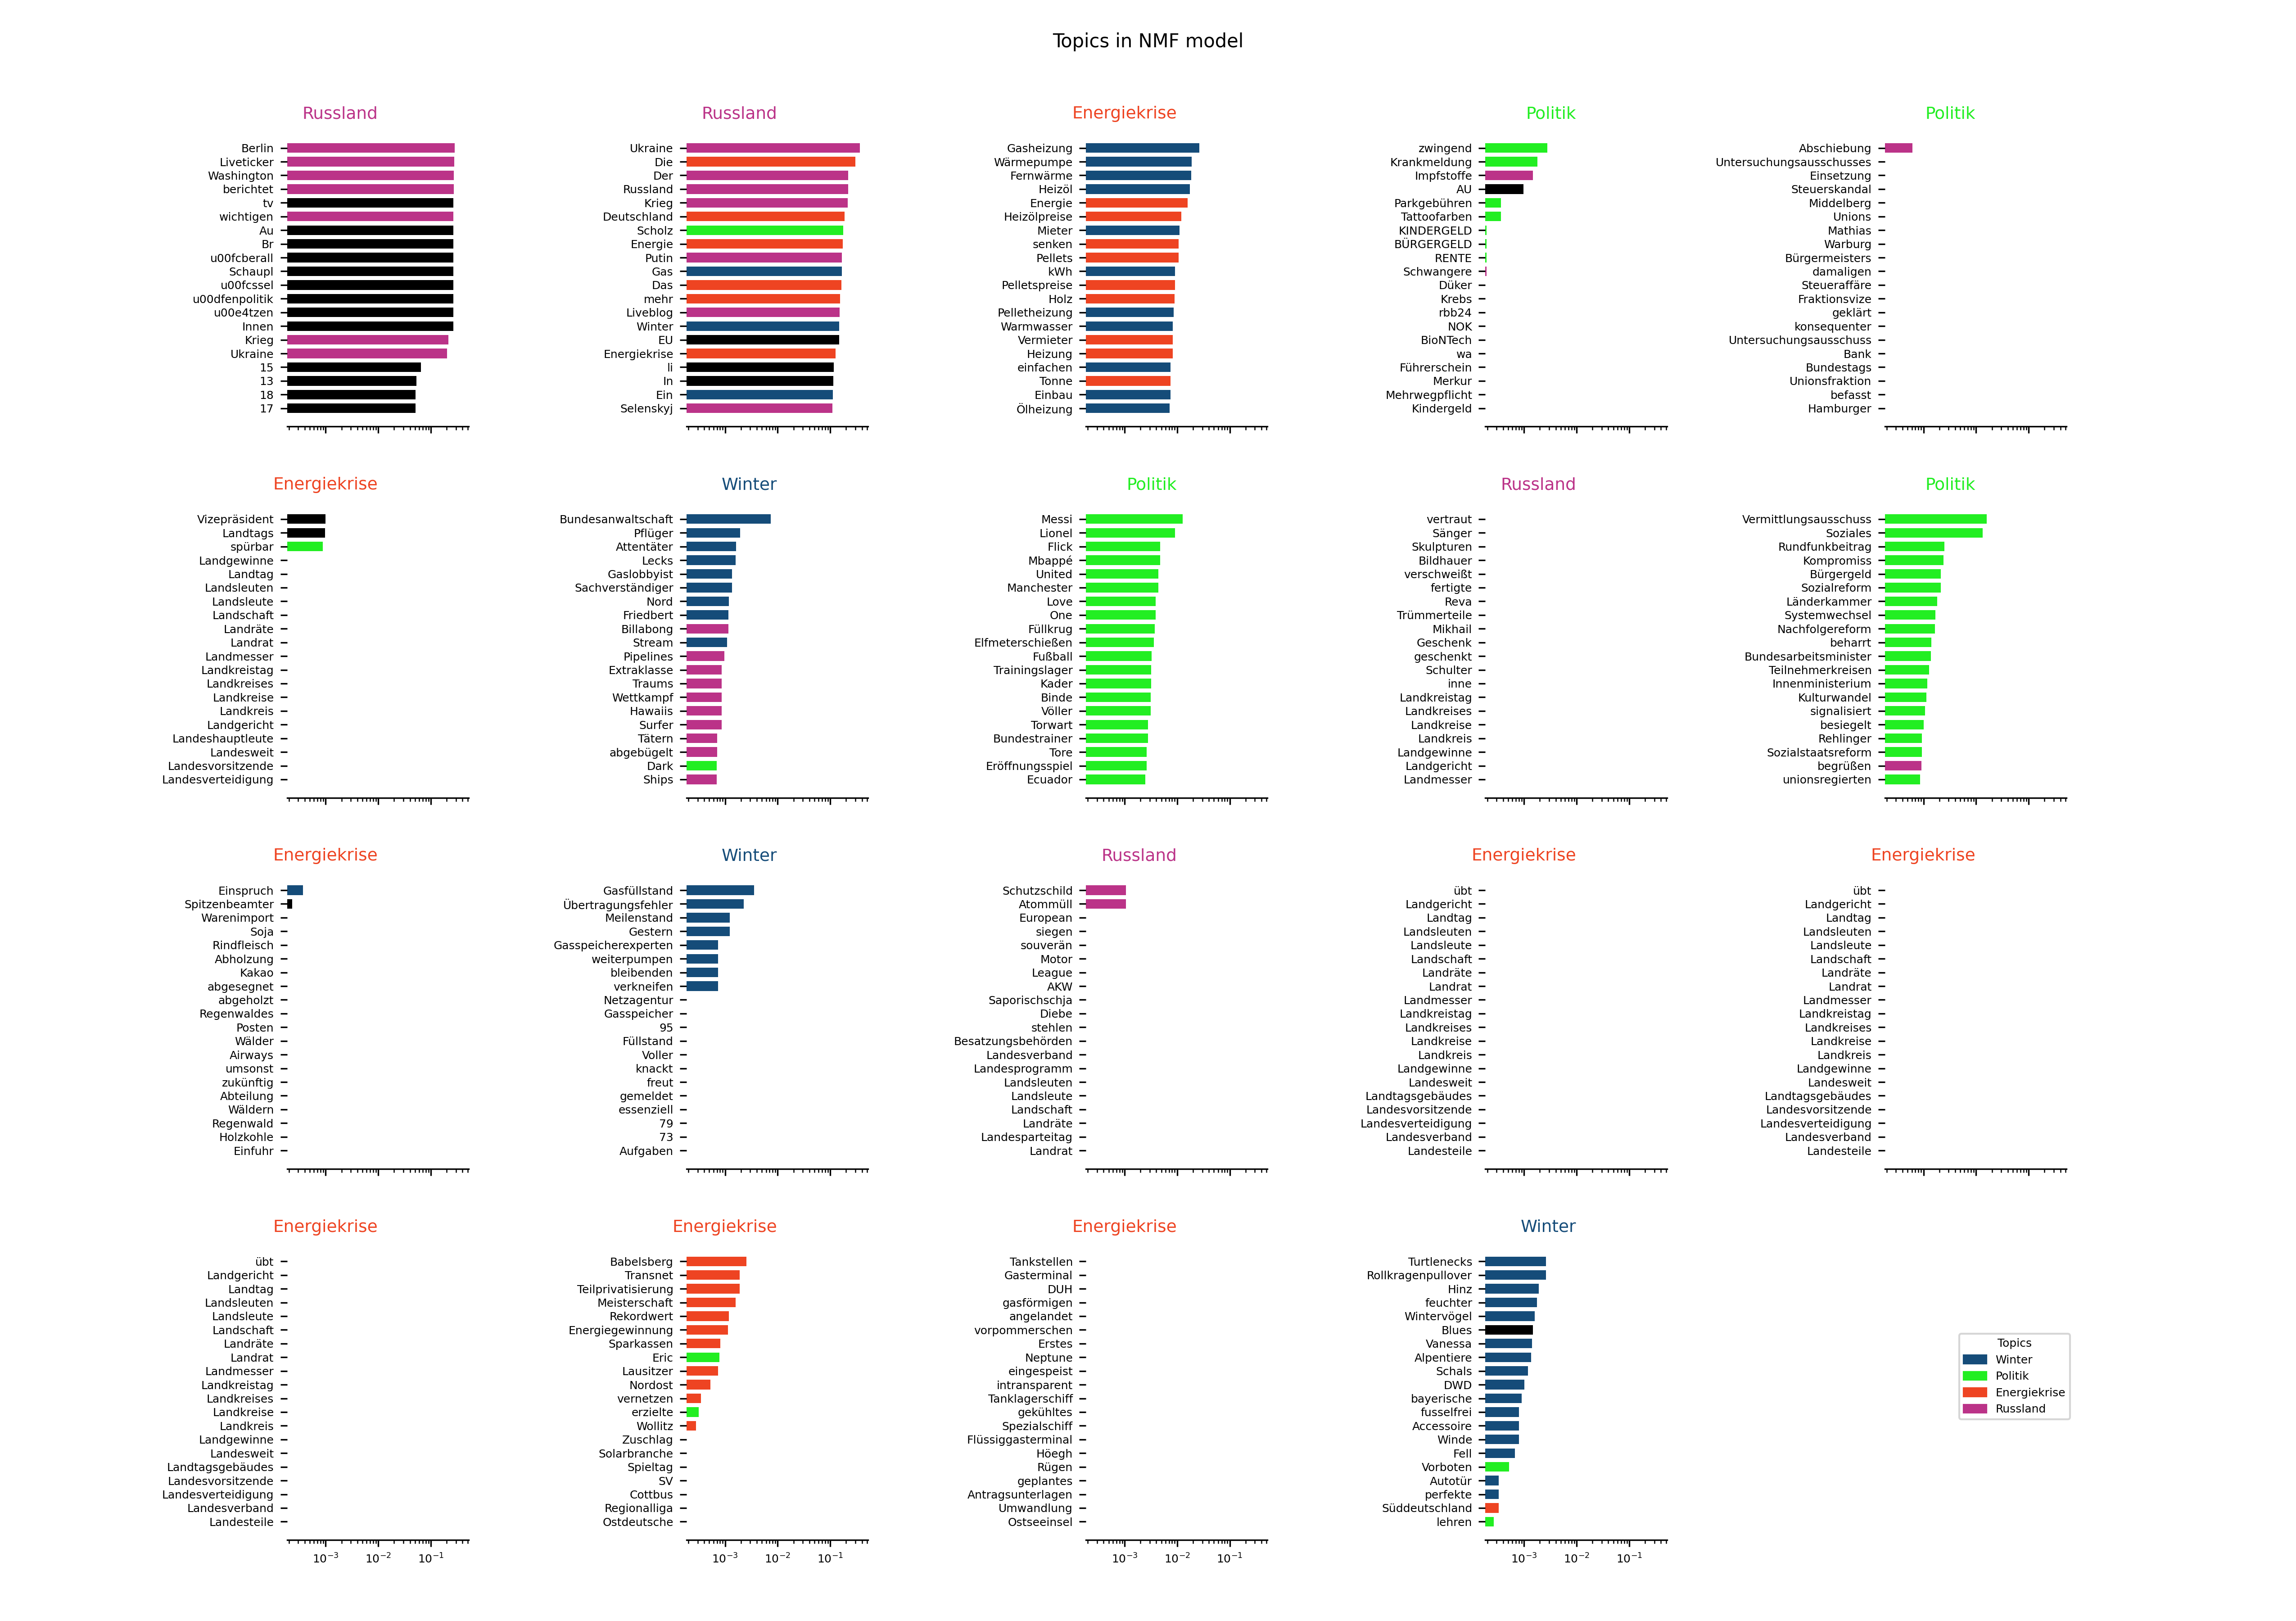 Topics in NMF model
Russland
Berlin
Liveticker
Washington
berichtet
tv
wichtigen
Au
Br
u00fcberall
Schaupl
u00fcssel
u00dfenpolitik
u00e4tzen
Innen
Krieg
Ukraine
15
13
18
17
Russland
Ukraine
Die
Der
Russland
Krieg
Deutschland
Scholz
Energie
Putin
Gas
Das
mehr
Liveblog
Winter
EU
Energiekrise
li
In
Ein
Selenskyj
Energiekrise
Gasheizung
Wärmepumpe
Fernwärme
Heizöl
Energie
Heizölpreise
Mieter
senken
Pellets
kWh
Pelletspreise
Holz
Pelletheizung
Warmwasser
Vermieter
Heizung
einfachen
Tonne
Einbau
Ölheizung
Politik
zwingend
Krankmeldung
Impfstoffe
AU
Parkgebühren
Tattoofarben
KINDERGELD
BÜRGERGELD
RENTE
Schwangere
Düker
Krebs
rbb24
NOK
BioNTech
wa
Führerschein
Merkur
Mehrwegpflicht
Kindergeld
Politik
Abschiebung
Untersuchungsausschusses
Einsetzung
Steuerskandal
Middelberg
Unions
Mathias
Warburg
Bürgermeisters
damaligen
Steueraffäre
Fraktionsvize
geklärt
konsequenter
Untersuchungsausschuss
Bank
Bundestags
Unionsfraktion
befasst
Hamburger
Energiekrise
Vizepräsident
Landtags
spürbar
Landgewinne
Landtag
Landsleuten
Landsleute
Landschaft
Landräte
Landrat
Landmesser
Landkreistag
Landkreises
Landkreise
Landkreis
Landgericht
Landeshauptleute
Landesweit
Landesvorsitzende
Landesverteidigung
Winter
Bundesanwaltschaft
Pflüger
Attentäter
Lecks
Gaslobbyist
Sachverständiger
Nord
Friedbert
Billabong
Stream
Pipelines
Extraklasse
Traums
Wettkampf
Hawaiis
Surfer
Tätern
abgebügelt
Dark
Ships
Politik
Messi
Lionel
Flick
Mbappé
United
Manchester
Love
One
Füllkrug
Elfmeterschießen
Fußball
Trainingslager
Kader
Binde
Völler
Torwart
Bundestrainer
Tore
Eröffnungsspiel
Ecuador
Russland
vertraut
Sänger
Skulpturen
Bildhauer
verschweißt
fertigte
Reva
Trümmerteile
Mikhail
Geschenk
geschenkt
Schulter
inne
Landkreistag
Landkreises
Landkreise
Landkreis
Landgewinne
Landgericht
Landmesser
Politik
Vermittlungsausschuss
Soziales
Rundfunkbeitrag
Kompromiss
Bürgergeld
Sozialreform
Länderkammer
Systemwechsel
Nachfolgereform
beharrt
Bundesarbeitsminister
Teilnehmerkreisen
Innenministerium
Kulturwandel
signalisiert
besiegelt
Rehlinger
Sozialstaatsreform
begrüßen
unionsregierten
Energiekrise
Einspruch
Spitzenbeamter
Warenimport
Soja
Rindfleisch
Abholzung
Kakao
abgesegnet
abgeholzt
Regenwaldes
Posten
Wälder
Airways
umsonst
zukünftig
Abteilung
Wäldern
Regenwald
Holzkohle
Einfuhr
Winter
Gasfüllstand
Übertragungsfehler
Meilenstand
Gestern
Gasspeicherexperten
weiterpumpen
bleibenden
verkneifen
Netzagentur
Gasspeicher
95
Füllstand
Voller
knackt
freut
gemeldet
essenziell
79
73
Aufgaben
Russland
Schutzschild
Atommüll
European
siegen
souverän
Motor
League
AKW
Saporischschja
Diebe
stehlen
Besatzungsbehörden
Landesverband
Landesprogramm
Landsleuten
Landsleute
Landschaft
Landräte
Landesparteitag
Landrat
Energiekrise
übt
Landgericht
Landtag
Landsleuten
Landsleute
Landschaft
Landräte
Landrat
Landmesser
Landkreistag
Landkreises
Landkreise
Landkreis
Landgewinne
Landesweit
Landtagsgebäudes
Landesvorsitzende
Landesverteidigung
Landesverband
Landesteile
Energiekrise
übt
Landgericht
Landtag
Landsleuten
Landsleute
Landschaft
Landräte
Landrat
Landmesser
Landkreistag
Landkreises
Landkreise
Landkreis
Landgewinne
Landesweit
Landtagsgebäudes
Landesvorsitzende
Landesverteidigung
Landesverband
Landesteile
Energiekrise
übt
Landgericht
Landtag
Landsleuten
Landsleute
Landschaft
Landräte
Landrat
Landmesser
Landkreistag
Landkreises
Landkreise
Landkreis
Landgewinne
Landesweit
Landtagsgebäudes
Landesvorsitzende
Landesverteidigung
Landesverband
Landesteile
10⁻³ 10⁻² 10⁻¹
Energiekrise
Babelsberg
Transnet
Teilprivatisierung
Meisterschaft
Rekordwert
Energiegewinnung
Sparkassen
Eric
Lausitzer
Nordost
vernetzen
erzielte
Wollitz
Zuschlag
Solarbranche
Spieltag
SV
Cottbus
Regionalliga
Ostdeutsche
10⁻³ 10⁻² 10⁻¹
Energiekrise
Tankstellen
Gasterminal
DUH
gasförmigen
angelandet
vorpommerschen
Erstes
Neptune
eingespeist
intransparent
Tanklagerschiff
gekühltes
Spezialschiff
Flüssiggasterminal
Höegh
Rügen
geplantes
Antragsunterlagen
Umwandlung
Ostseeinsel
10⁻³ 10⁻² 10⁻¹
Winter
Turtlenecks
Rollkragenpullover
Hinz
feuchter
Wintervögel
Blues
Vanessa
Alpentiere
Schals
DWD
bayerische
fusselfrei
Accessoire
Winde
Fell
Vorboten
Autotür
perfekte
Süddeutschland
lehren
10⁻³ 10⁻² 10⁻¹
Topics
Winter
Politik
Energiekrise
Russland